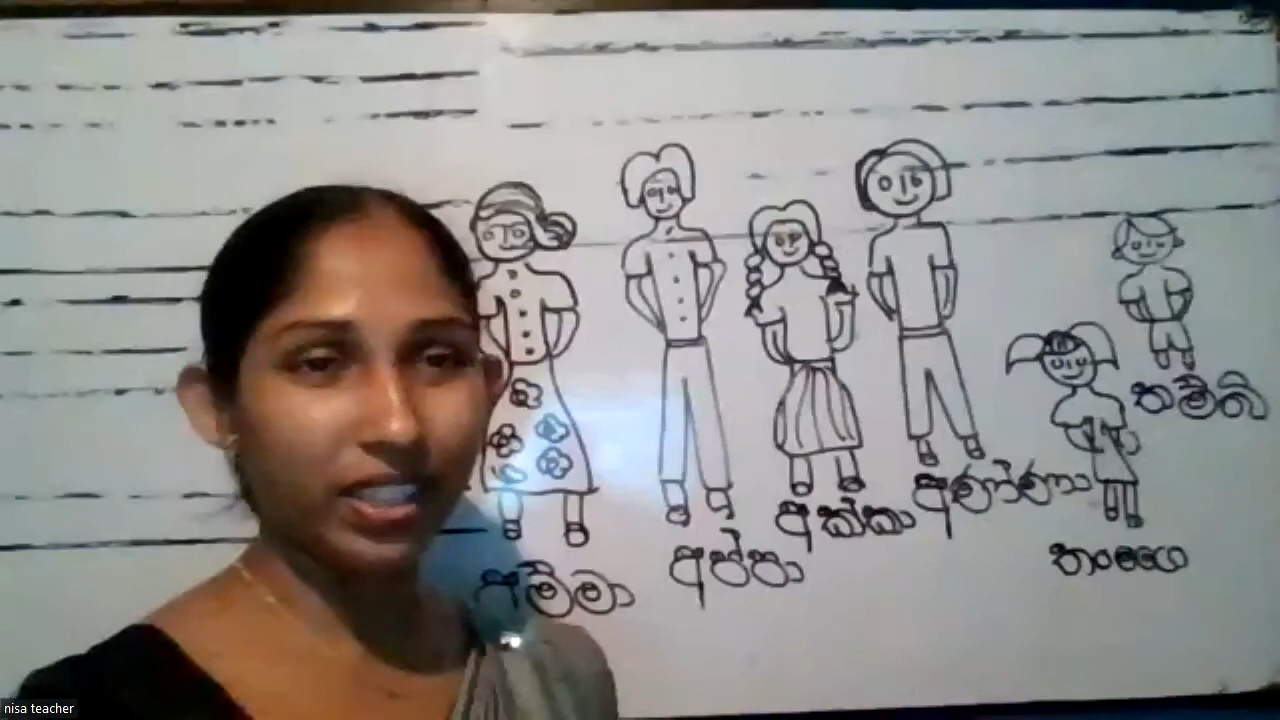 අම්මා
අප්පා
අක්කා
අණ්ණා
තංගෙ
තම්බි
nisa teacher